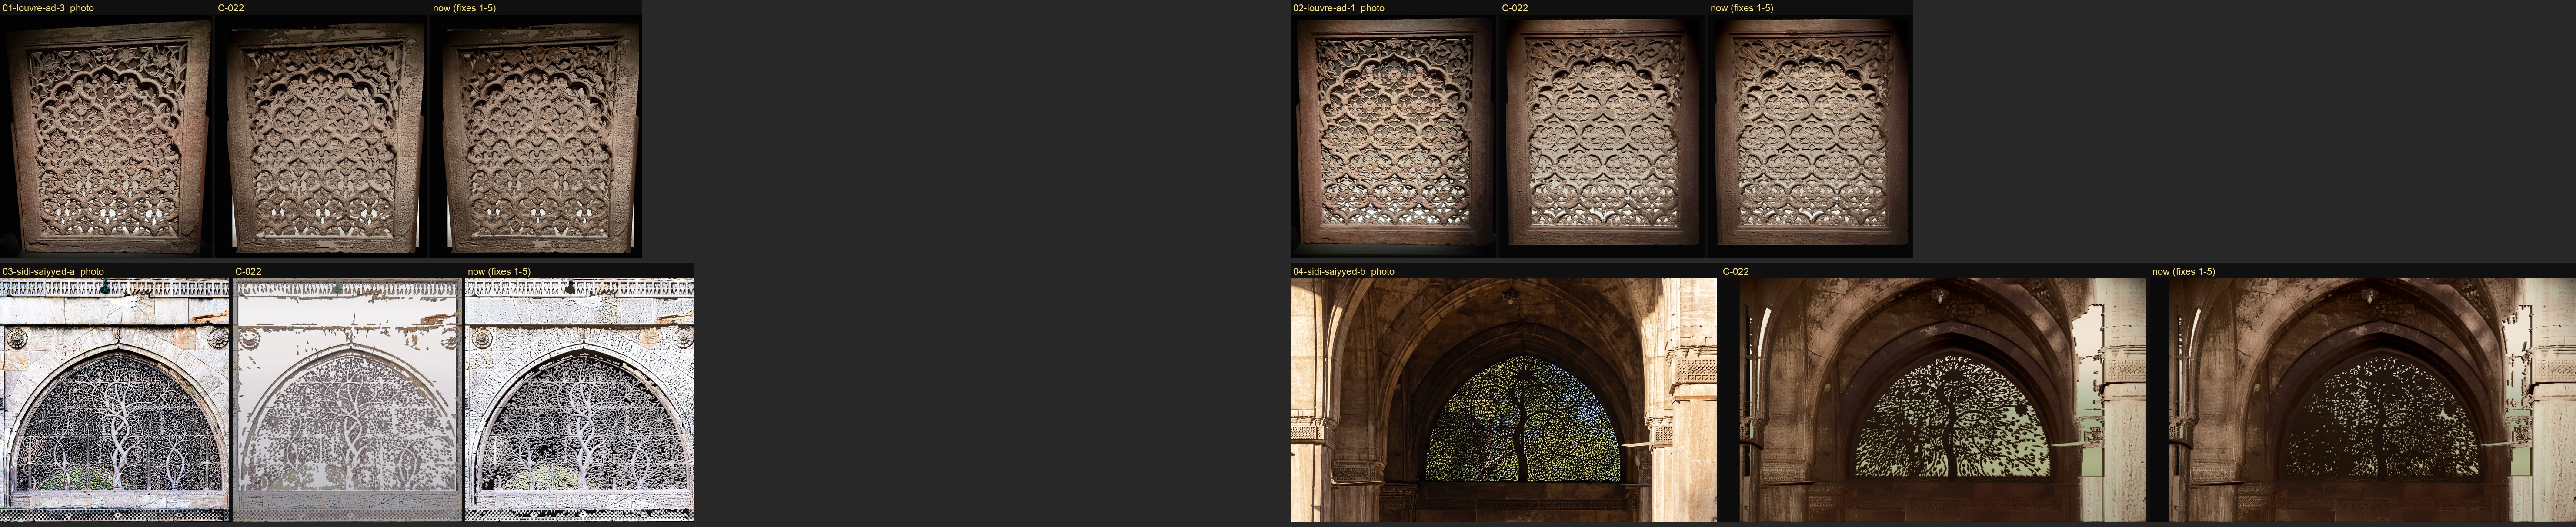 01-louvre-ad-3 photo
C-022
now (fixes 1-5)
02-louvre-ad-1 photo
C-022
now (fixes 1-5)
03-sidi-saiyyed-a photo
C-022
now (fixes 1-5)
04-sidi-saiyyed-b photo
C-022
now (fixes 1-5)